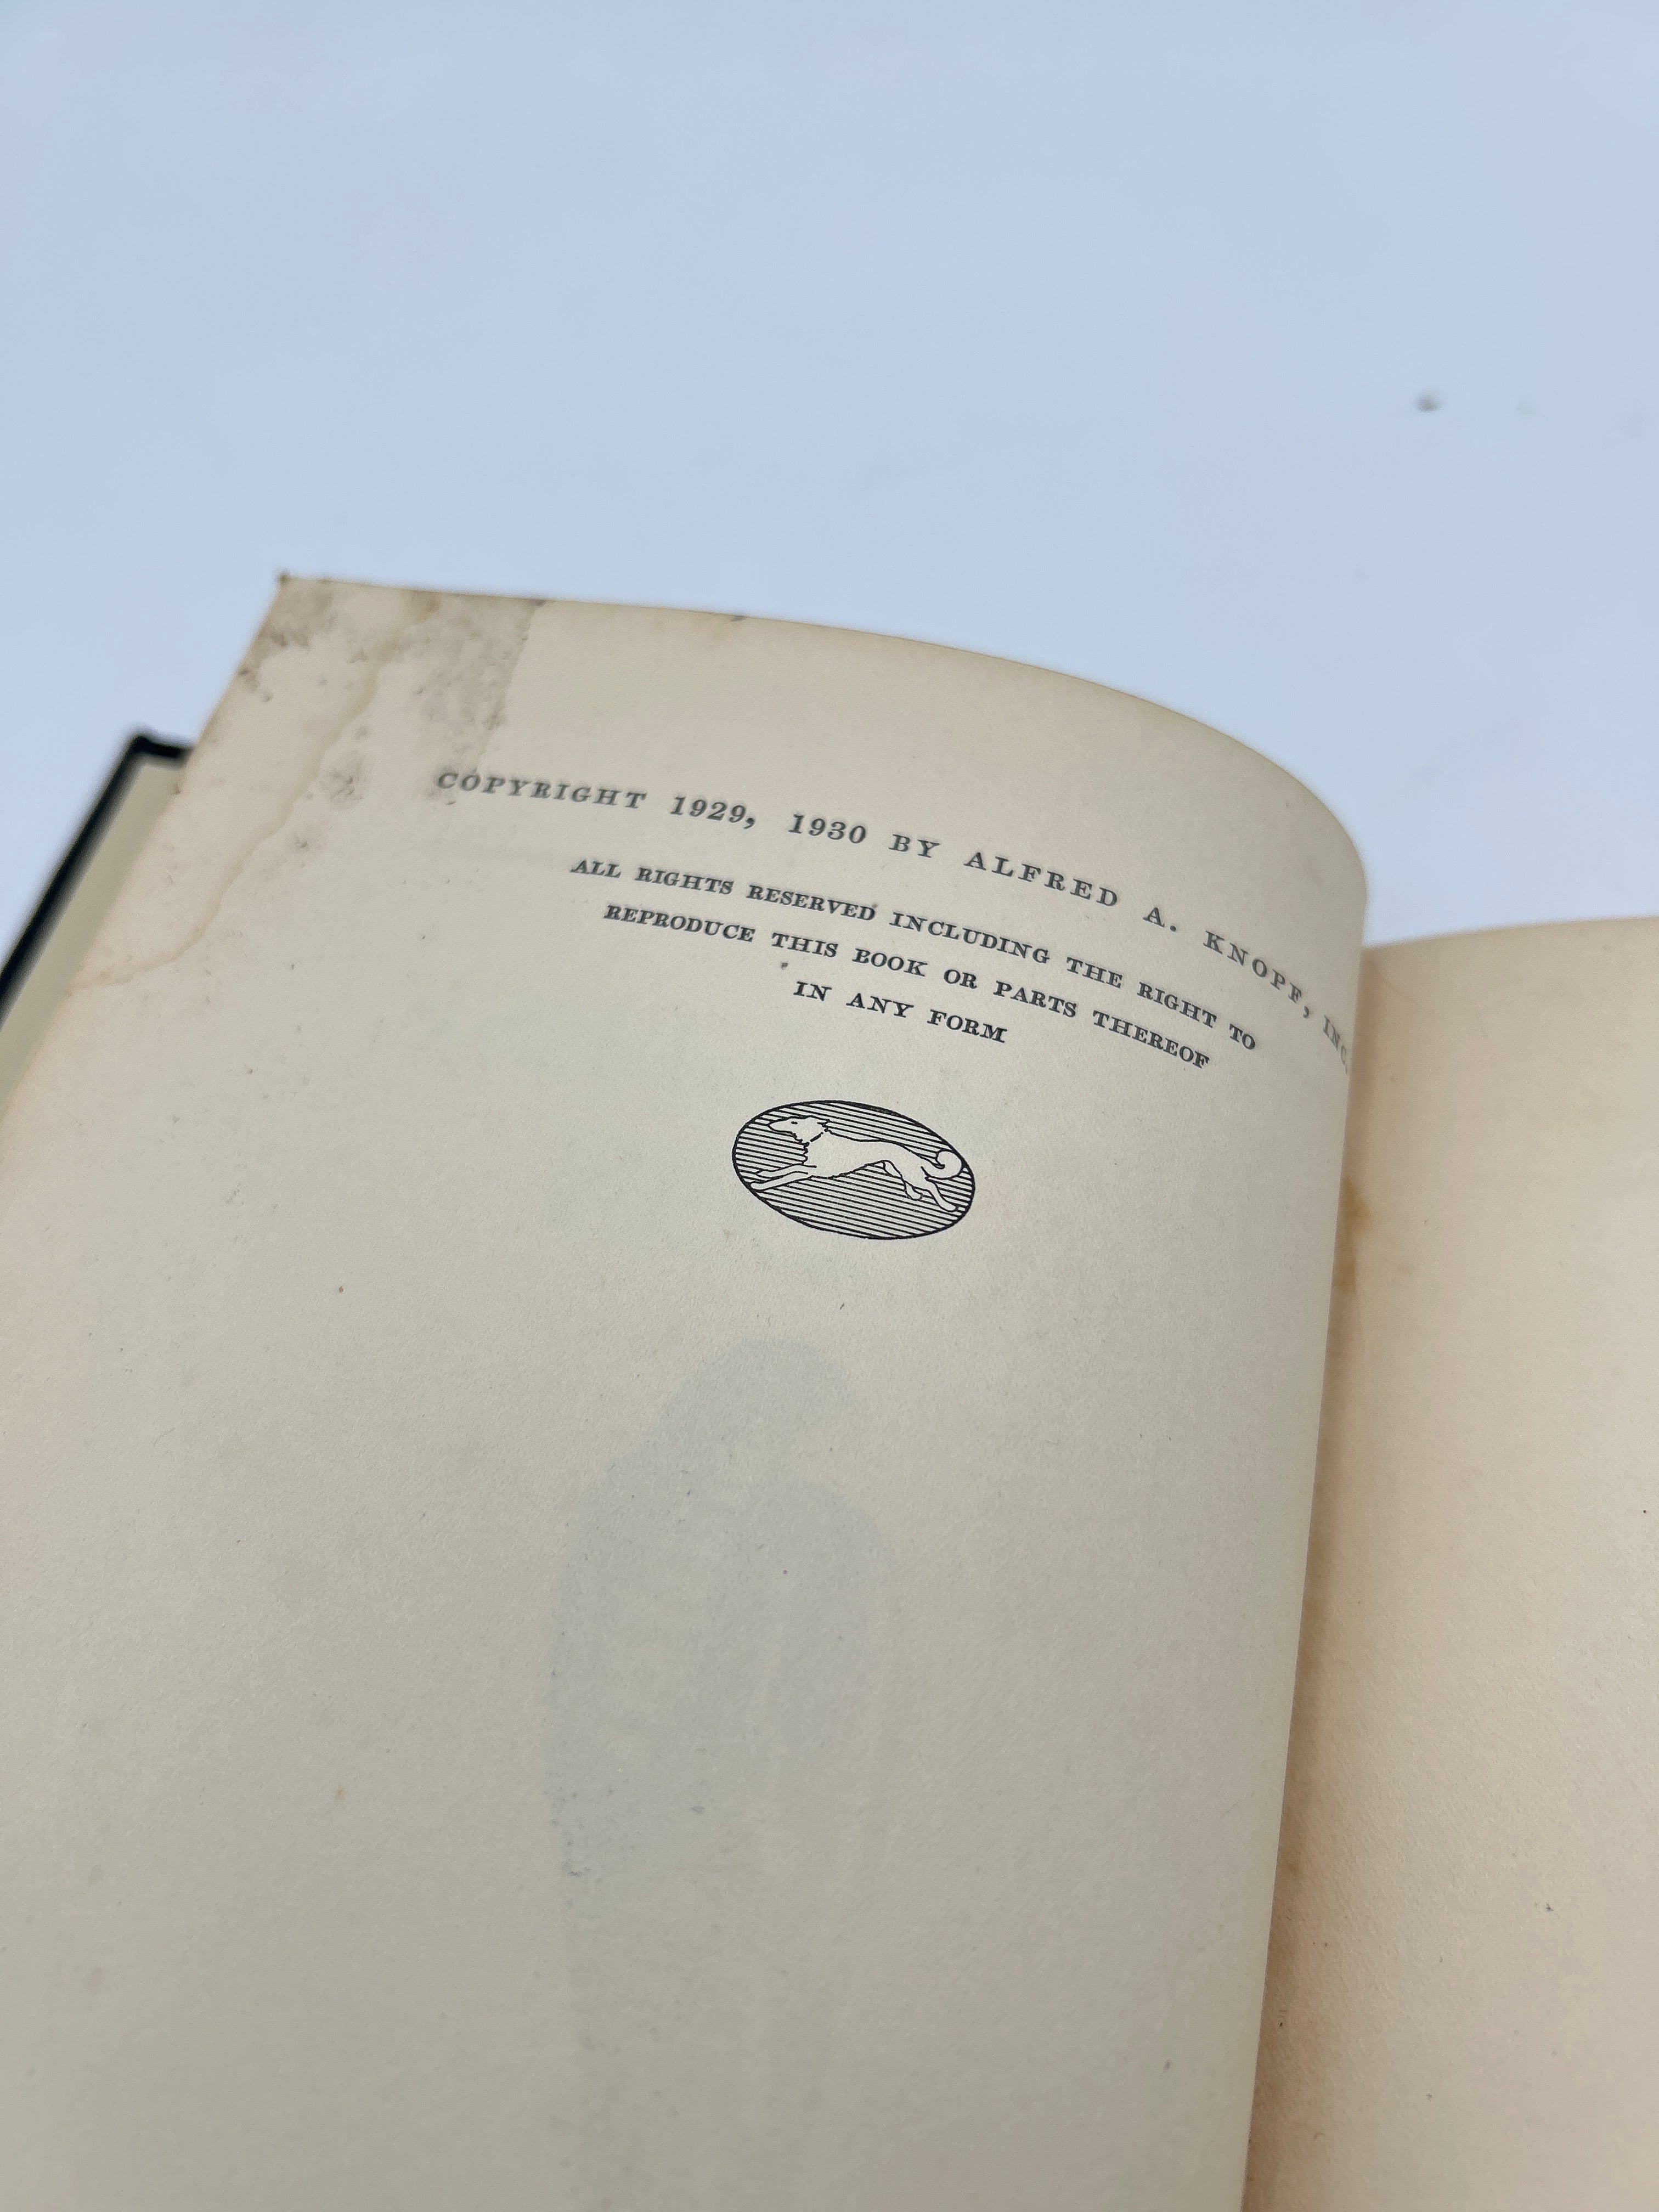 COPYRIGHT 1929, 1930 BY ALFRED A. KNOPF, INC.
ALL RIGHTS RESERVED INCLUDING THE RIGHT TO
REPRODUCE THIS BOOK OR PARTS THEREOF
IN ANY FORM